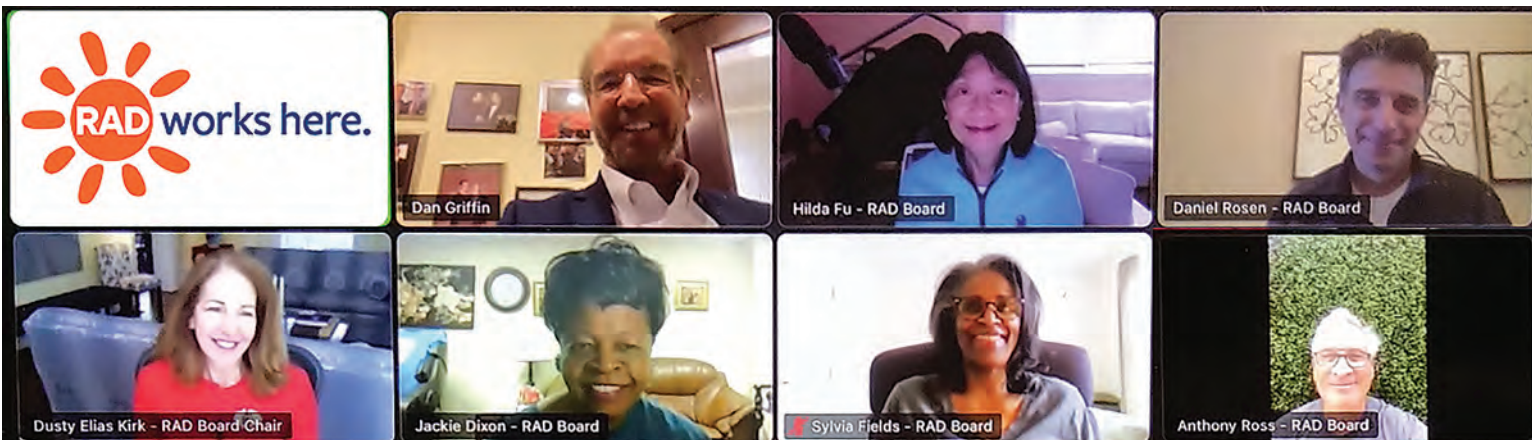 RAD works here.
Dan Griffin
Hilda Fu - RAD Board
Daniel Rosen - RAD Board
Dusty Elias Kirk - RAD Board Chair
Jackie Dixon - RAD Board
Sylvia Fields - RAD Board
Anthony Ross - RAD Board